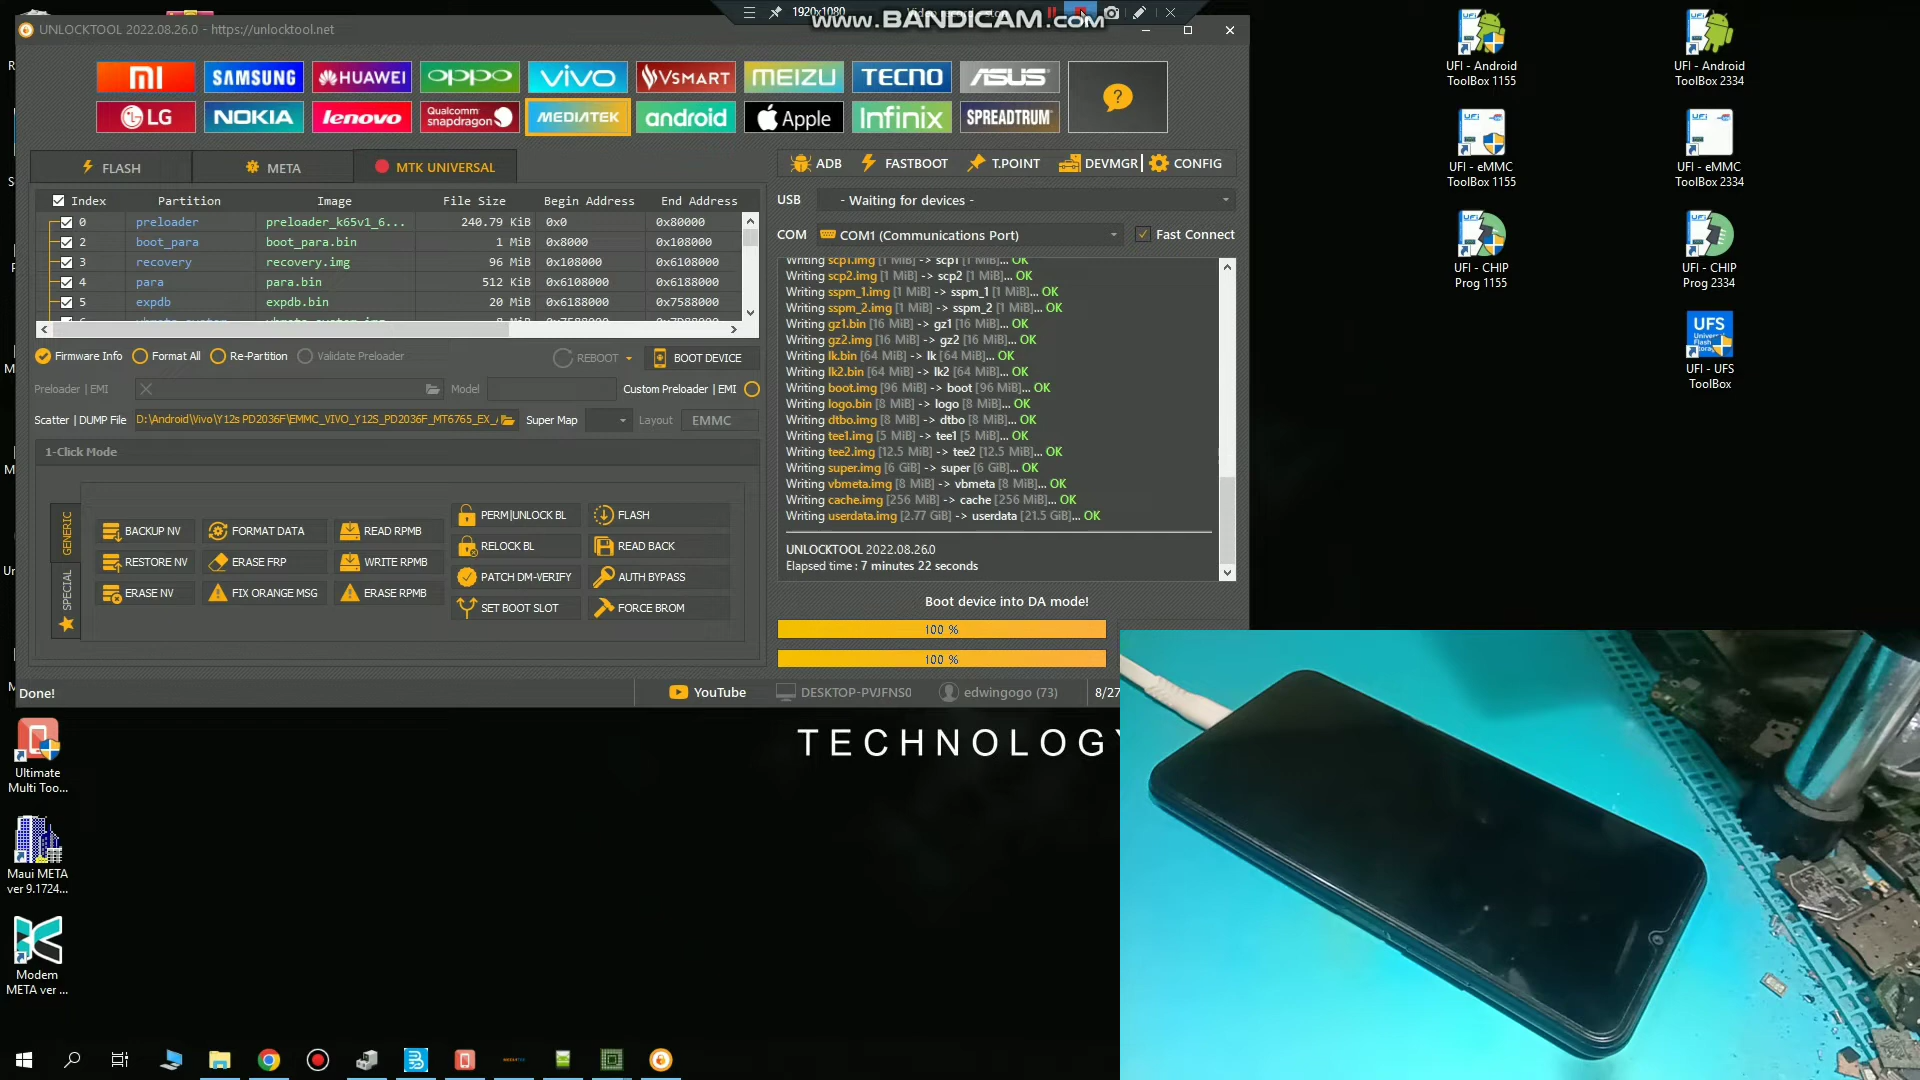 1920x1080
www.BANDICAM.com
UNLOCKTOOL 2022.08.26.0 - https://unlocktool.net
mi SAMSUNG HUAWEI oppo vivo VSMART MEIZU TECNO ASUS ?
LG NOKIA lenovo Qualcomm snapdragon MEDIATEK android Apple Infinix SPREADTRUM
FLASH META MTK UNIVERSAL
ADB FASTBOOT T.POINT DEVMGR CONFIG
Index Partition Image File Size Begin Address End Address
0 preloader preloader_k65v1_6... 240.79 KiB 0x0 0x80000
2 boot_para boot_para.bin 1 MiB 0x8000 0x108000
3 recovery recovery.img 96 MiB 0x108000 0x6108000
4 para para.bin 512 KiB 0x6108000 0x6188000
5 expdb expdb.bin 20 MiB 0x6188000 0x7588000
Firmware Info Format All Re-Partition Validate Preloader REBOOT BOOT DEVICE
Preloader | EMI Model Custom Preloader | EMI
Scatter | DUMP File D:\Android\Vivo\Y12s PD2036F\EMMC_VIVO_Y12S_PD2036F_MT6765_EX_ Super Map Layout EMMC
1-Click Mode
GENERIC
SPECIAL
BACKUP NV FORMAT DATA READ RPMB PERM|UNLOCK BL FLASH
RESTORE NV ERASE FRP WRITE RPMB RELOCK BL READ BACK
ERASE NV FIX ORANGE MSG ERASE RPMB PATCH DM-VERIFY AUTH BYPASS
SET BOOT SLOT FORCE BROM
USB - Waiting for devices -
COM COM1 (Communications Port) Fast Connect
Writing scp1.img [1 MiB] -> scp1 [1 MiB]... OK
Writing scp2.img [1 MiB] -> scp2 [1 MiB]... OK
Writing sspm_1.img [1 MiB] -> sspm_1 [1 MiB]... OK
Writing sspm_2.img [1 MiB] -> sspm_2 [1 MiB]... OK
Writing gz1.bin [16 MiB] -> gz1 [16 MiB]... OK
Writing gz2.img [16 MiB] -> gz2 [16 MiB]... OK
Writing lk.bin [64 MiB] -> lk [64 MiB]... OK
Writing lk2.bin [64 MiB] -> lk2 [64 MiB]... OK
Writing boot.img [96 MiB] -> boot [96 MiB]... OK
Writing logo.bin [8 MiB] -> logo [8 MiB]... OK
Writing dtbo.img [8 MiB] -> dtbo [8 MiB]... OK
Writing tee1.img [5 MiB] -> tee1 [5 MiB]... OK
Writing tee2.img [12.5 MiB] -> tee2 [12.5 MiB]... OK
Writing super.img [6 GiB] -> super [6 GiB]... OK
Writing vbmeta.img [8 MiB] -> vbmeta [8 MiB]... OK
Writing cache.img [256 MiB] -> cache [256 MiB]... OK
Writing userdata.img [2.77 GiB] -> userdata [21.5 GiB]... OK
UNLOCKTOOL 2022.08.26.0
Elapsed time : 7 minutes 22 seconds
Boot device into DA mode!
100 %
100 %
Done! YouTube DESKTOP-PVJFNS0 edwingogo (73) 8/27
TECHNOLOGY
UFI - Android
ToolBox 1155
UFI - Android
ToolBox 2334
UFI - eMMC
ToolBox 1155
UFI - eMMC
ToolBox 2334
UFI - CHIP
Prog 1155
UFI - CHIP
Prog 2334
UFS
UFI - UFS
ToolBox
Ultimate
Multi Too...
Maui META
ver 9.1724...
Modem
META ver ...